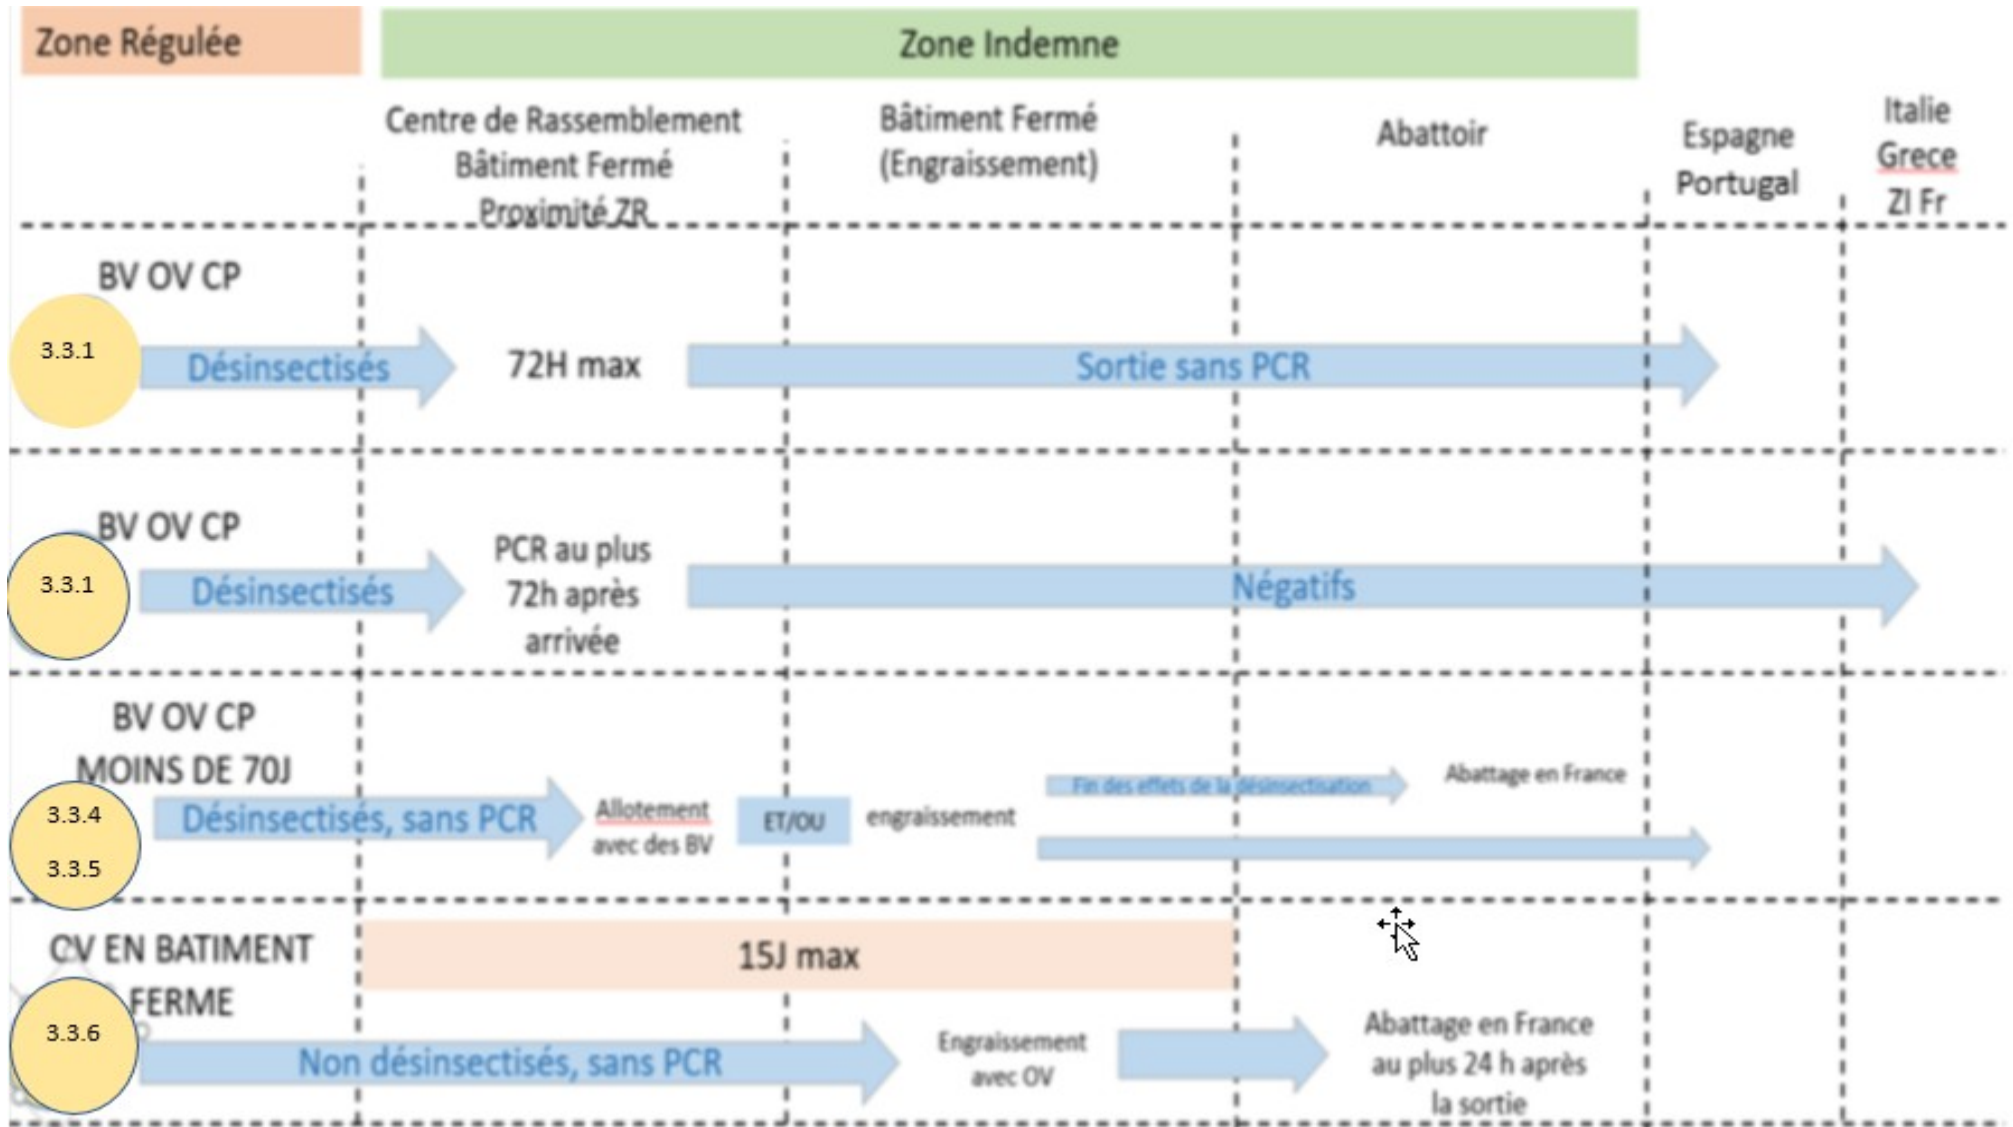 Zone Régulée
Zone Indemne
Centre de Rassemblement
Bâtiment Fermé
Proximité ZR
Bâtiment Fermé
(Engraissement)
Abattoir
Espagne
Portugal
Italie
Grece
ZI Fr
BV OV CP
3.3.1
Désinsectisés
72H max
Sortie sans PCR
BV OV CP
3.3.1
Désinsectisés
PCR au plus
72h après
arrivée
Négatifs
BV OV CP
MOINS DE 70J
3.3.4
3.3.5
Désinsectisés, sans PCR
Allotement
avec des BV
ET/OU
engraissement
Fin des effets de la désinsectisation
Abattage en France
OV EN BATIMENT
FERME
3.3.6
15J max
Non désinsectisés, sans PCR
Engraissement
avec OV
Abattage en France
au plus 24 h après
la sortie